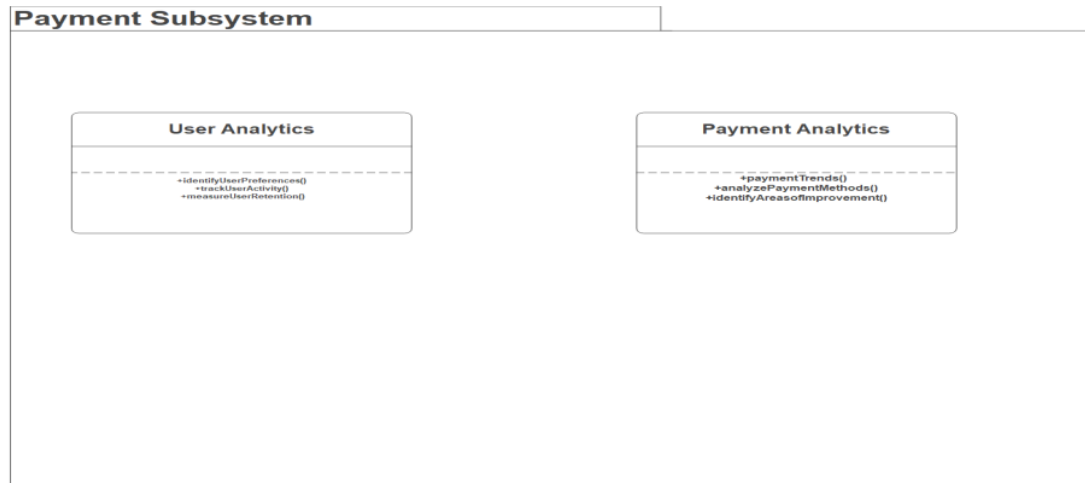 Payment Subsystem
User Analytics
+identifyUserPreferences()
+trackUserActivity()
+measureUserRetention()
Payment Analytics
+paymentTrends()
+analyzePaymentMethods()
+identifyAreasofImprovement()